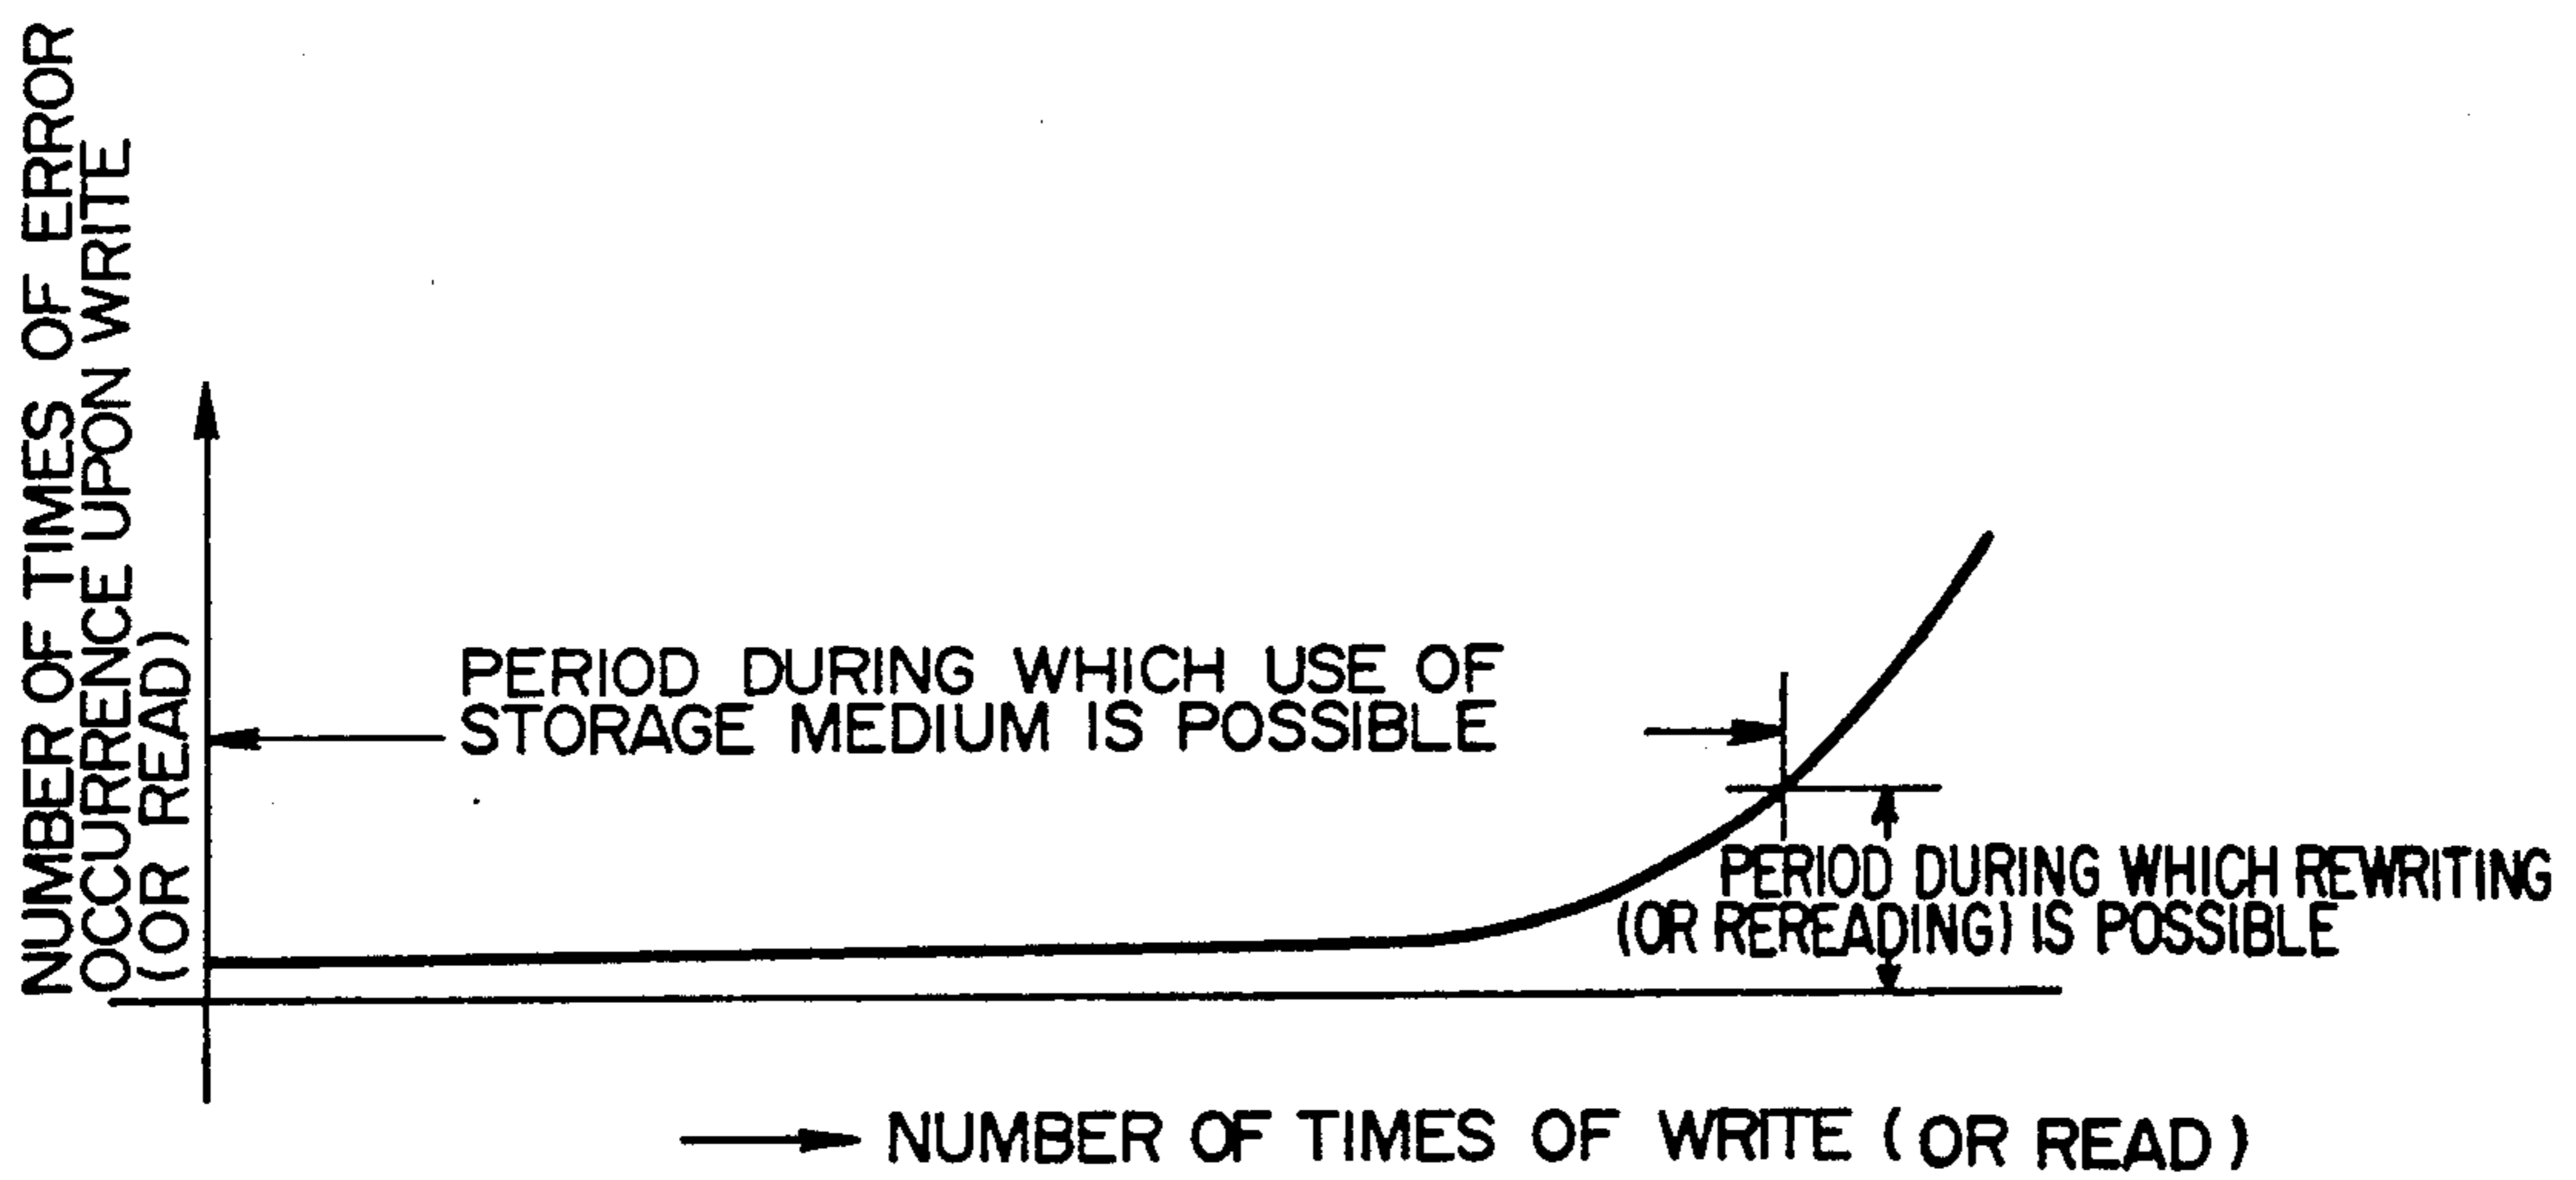 NUMBER OF TIMES OF ERROR
OCCURRENCE UPON WRITE
(OR READ)
PERIOD DURING WHICH USE OF
STORAGE MEDIUM IS POSSIBLE
PERIOD DURING WHICH REWRITING
(OR REREADING) IS POSSIBLE
NUMBER OF TIMES OF WRITE (OR READ)